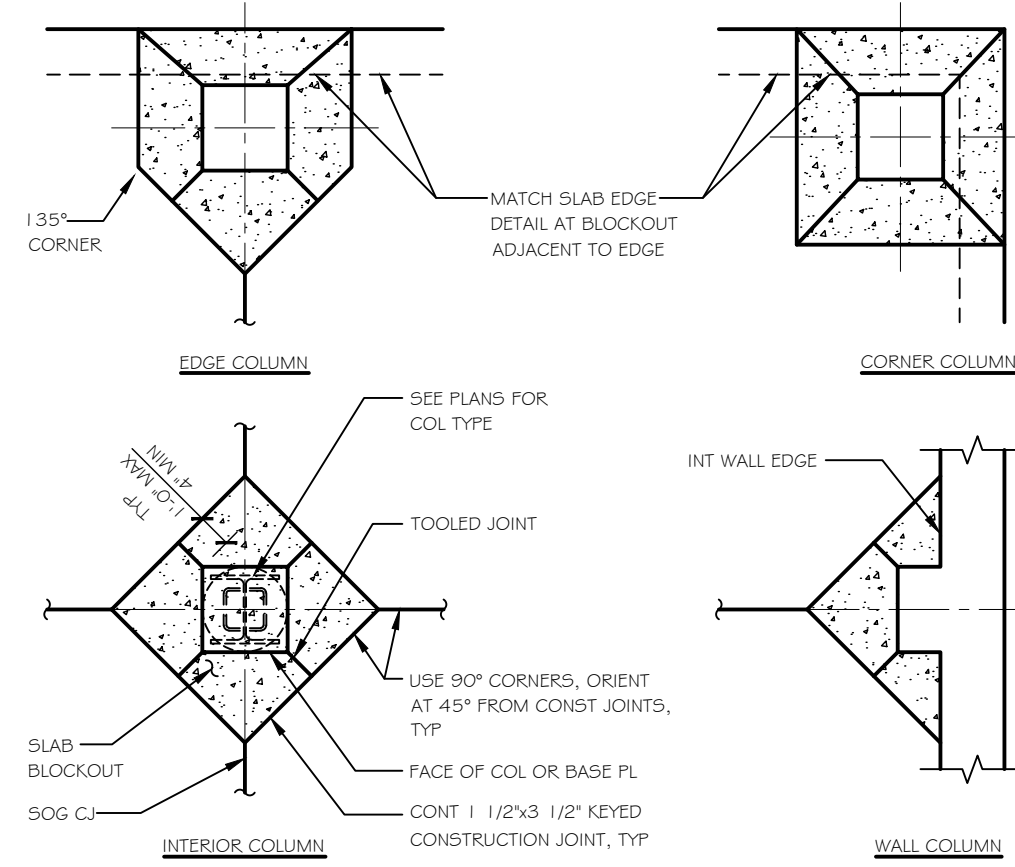 135°
CORNER
MATCH SLAB EDGE
DETAIL AT BLOCKOUT
ADJACENT TO EDGE
EDGE COLUMN
CORNER COLUMN
SEE PLANS FOR
COL TYPE
4" MIN
1'-0" MAX
TYP
INT WALL EDGE
TOOLED JOINT
USE 90° CORNERS, ORIENT
AT 45° FROM CONST JOINTS,
TYP
SLAB
BLOCKOUT
FACE OF COL OR BASE PL
SOG CJ
CONT 1 1/2"x3 1/2" KEYED
CONSTRUCTION JOINT, TYP
INTERIOR COLUMN
WALL COLUMN